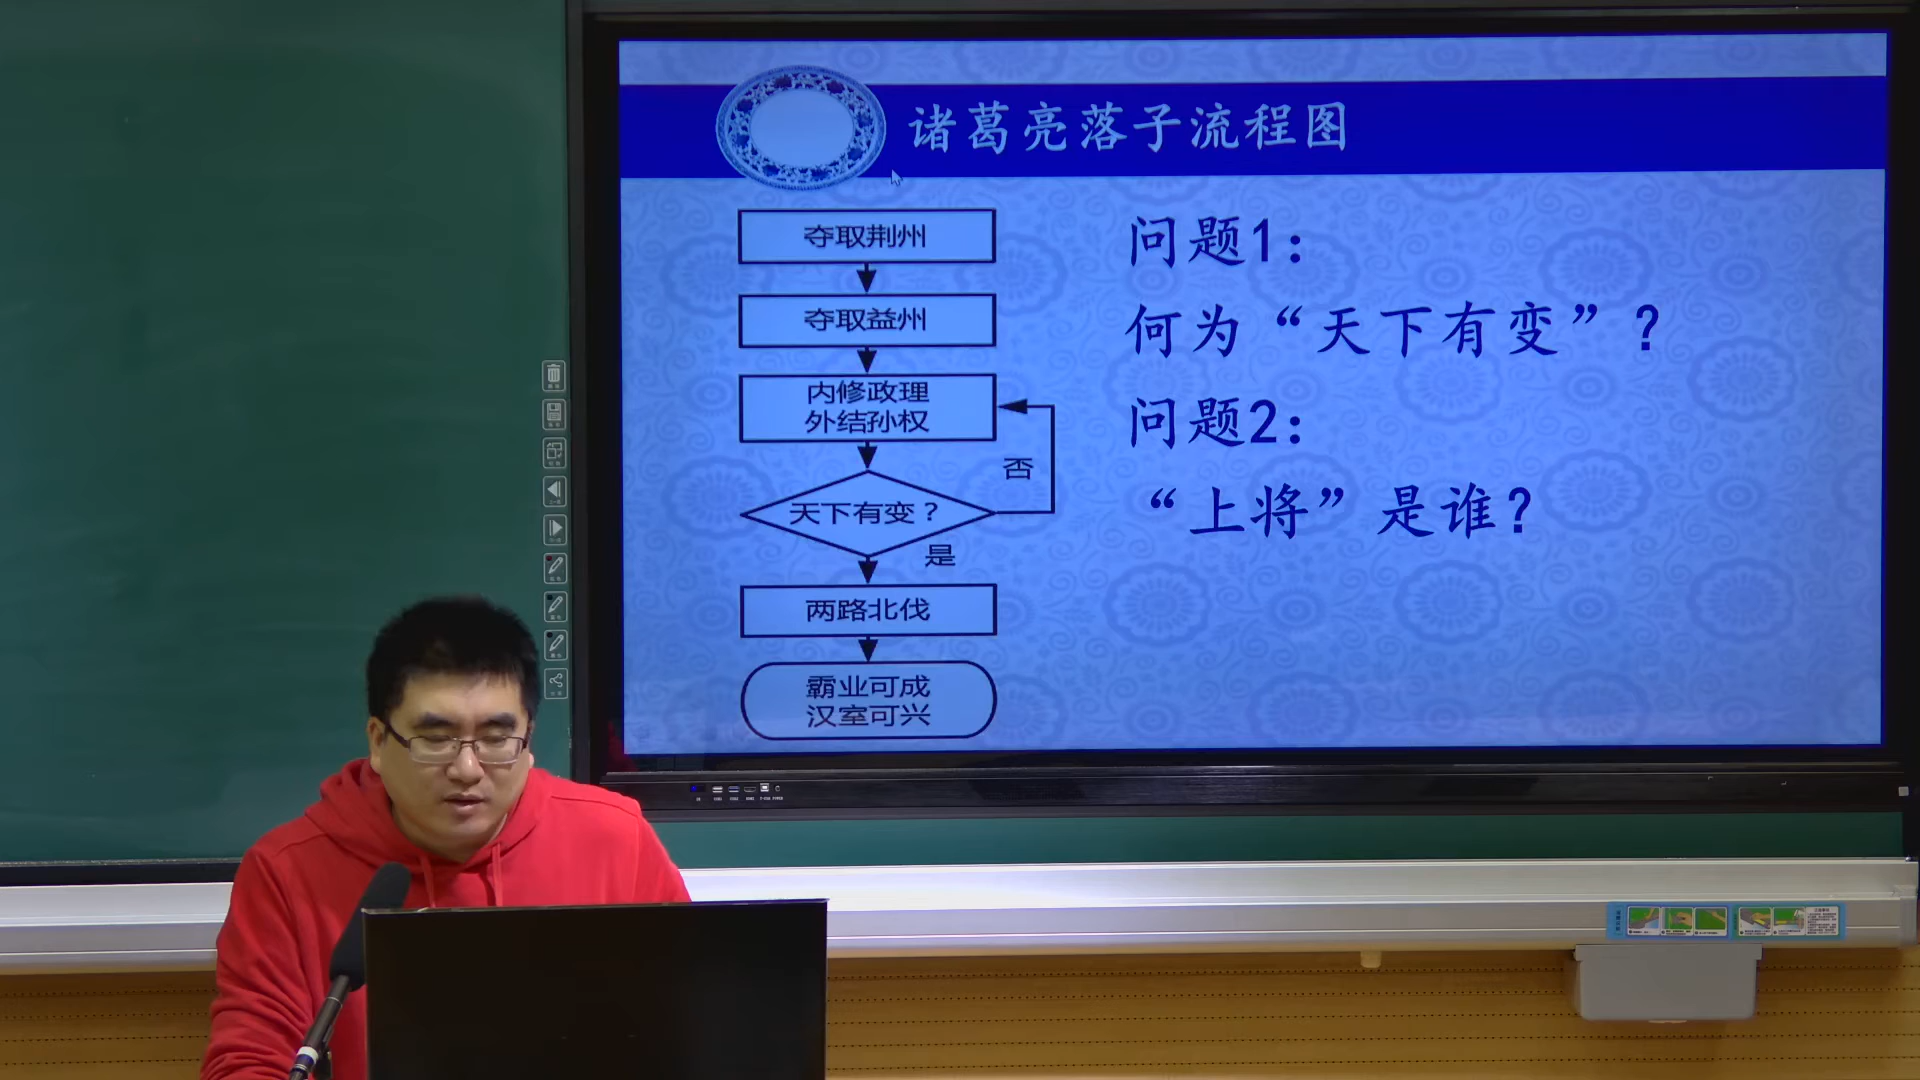 诸葛亮落子流程图
夺取荆州
夺取益州
内修政理
外结孙权
天下有变？
否
是
两路北伐
霸业可成
汉室可兴
问题1：
何为“天下有变”？
问题2：
“上将”是谁？